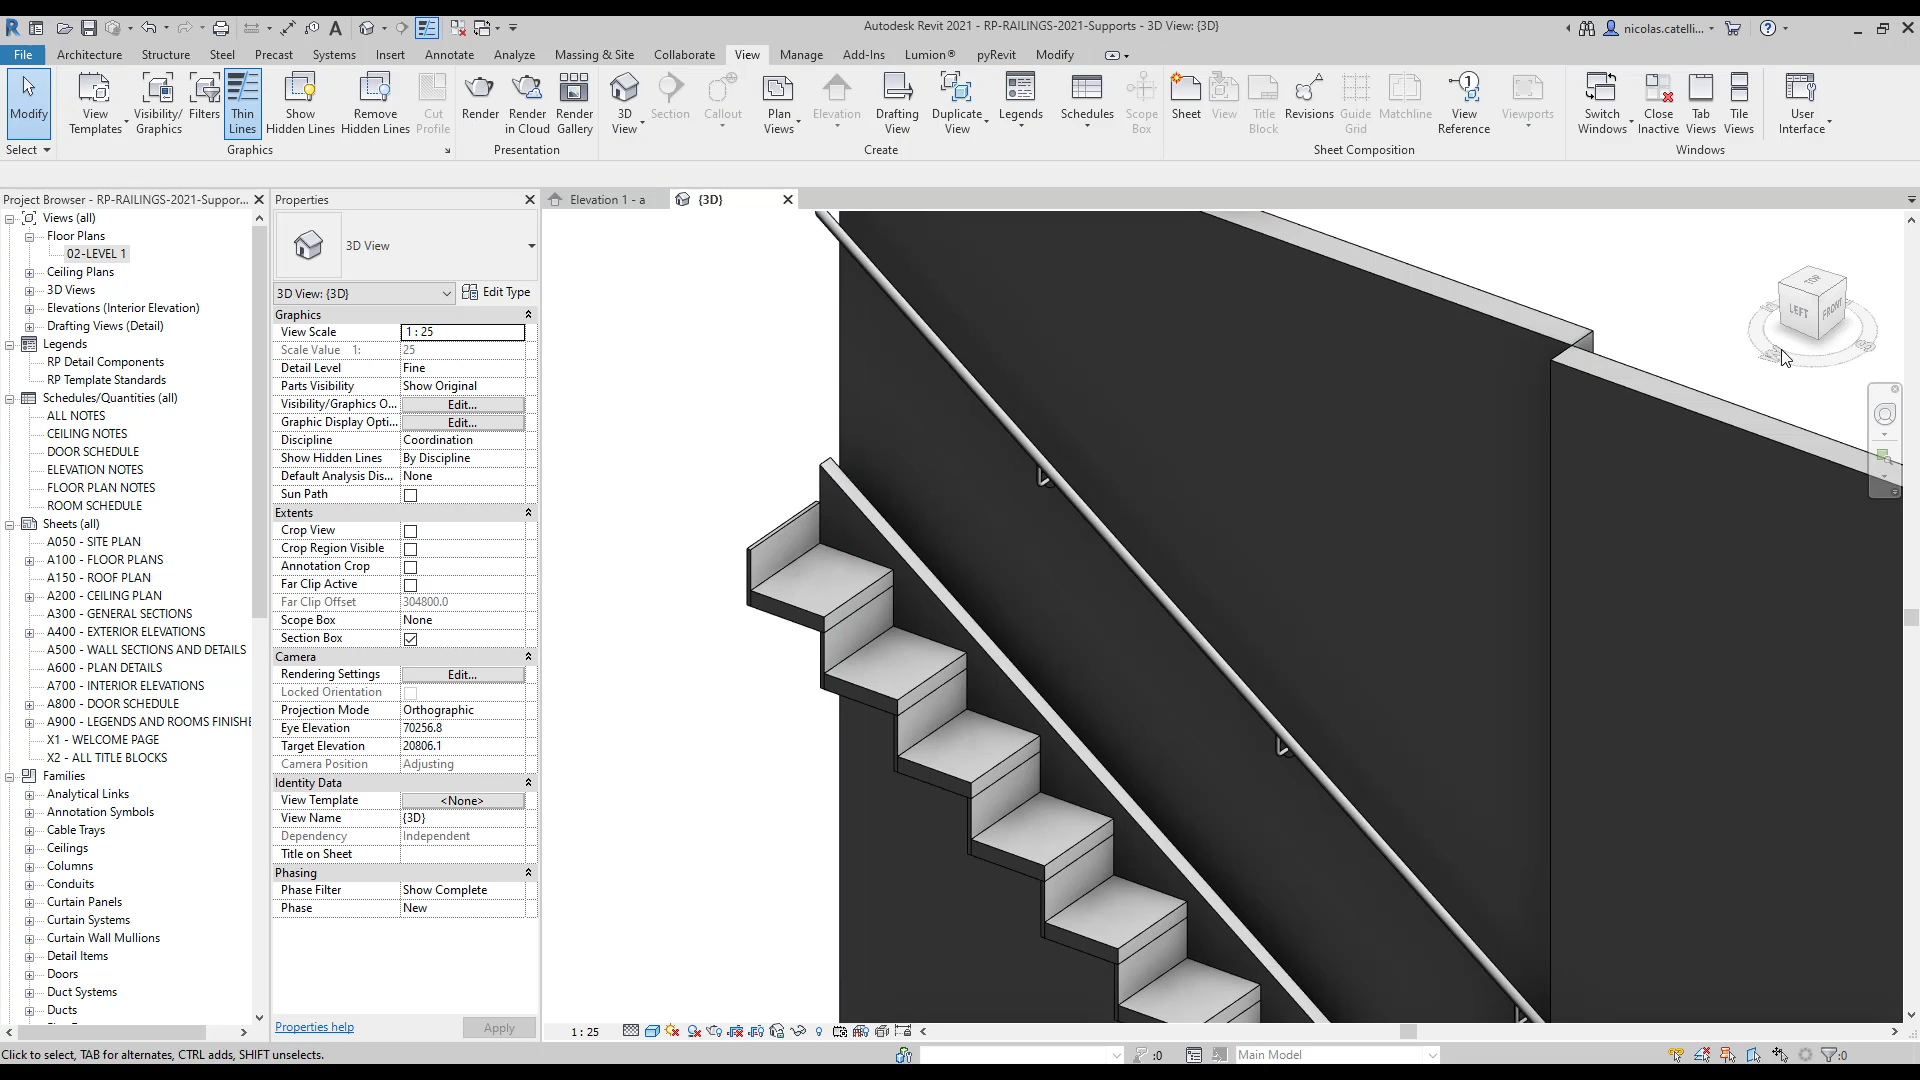 Autodesk Revit 2021 - RP-RAILINGS-2021-Supports - 3D View: {3D}
nicolas.catelli...
File
Architecture
Structure
Steel
Precast
Systems
Insert
Annotate
Analyze
Massing & Site
Collaborate
View
Manage
Add-Ins
Lumion®
pyRevit
Modify
Modify
View
Templates
Visibility/
Graphics
Filters
Thin
Lines
Show
Hidden Lines
Remove
Hidden Lines
Cut
Profile
Render
Render
in Cloud
Render
Gallery
3D
View
Section
Callout
Plan
Views
Elevation
Drafting
View
Duplicate
View
Legends
Schedules
Scope
Box
Sheet
View
Title
Block
Revisions
Guide
Grid
Matchline
View
Reference
Viewports
Switch
Windows
Close
Inactive
Tab
Views
Tile
Views
User
Interface
Select
Graphics
Presentation
Create
Sheet Composition
Windows
Project Browser - RP-RAILINGS-2021-Suppor...
Views (all)
Floor Plans
02-LEVEL 1
Ceiling Plans
3D Views
Elevations (Interior Elevation)
Drafting Views (Detail)
Legends
RP Detail Components
RP Template Standards
Schedules/Quantities (all)
ALL NOTES
CEILING NOTES
DOOR SCHEDULE
ELEVATION NOTES
FLOOR PLAN NOTES
ROOM SCHEDULE
Sheets (all)
A050 - SITE PLAN
A100 - FLOOR PLANS
A150 - ROOF PLAN
A200 - CEILING PLAN
A300 - GENERAL SECTIONS
A400 - EXTERIOR ELEVATIONS
A500 - WALL SECTIONS AND DETAILS
A600 - PLAN DETAILS
A700 - INTERIOR ELEVATIONS
A800 - DOOR SCHEDULE
A900 - LEGENDS AND ROOMS FINISHE
X1 - WELCOME PAGE
X2 - ALL TITLE BLOCKS
Families
Analytical Links
Annotation Symbols
Cable Trays
Ceilings
Columns
Conduits
Curtain Panels
Curtain Systems
Curtain Wall Mullions
Detail Items
Doors
Duct Systems
Ducts
Properties
3D View
3D View: {3D}
Edit Type
Graphics
View Scale 1 : 25
Scale Value 1: 25
Detail Level Fine
Parts Visibility Show Original
Visibility/Graphics O... Edit...
Graphic Display Opti... Edit...
Discipline Coordination
Show Hidden Lines By Discipline
Default Analysis Dis... None
Sun Path
Extents
Crop View
Crop Region Visible
Annotation Crop
Far Clip Active
Far Clip Offset 304800.0
Scope Box None
Section Box
Camera
Rendering Settings Edit...
Locked Orientation
Projection Mode Orthographic
Eye Elevation 70256.8
Target Elevation 20806.1
Camera Position Adjusting
Identity Data
View Template <None>
View Name {3D}
Dependency Independent
Title on Sheet
Phasing
Phase Filter Show Complete
Phase New
Properties help
Apply
Elevation 1 - a
{3D}
TOP
LEFT
FRONT
1 : 25
Click to select, TAB for alternates, CTRL adds, SHIFT unselects.
:0
Main Model
:0